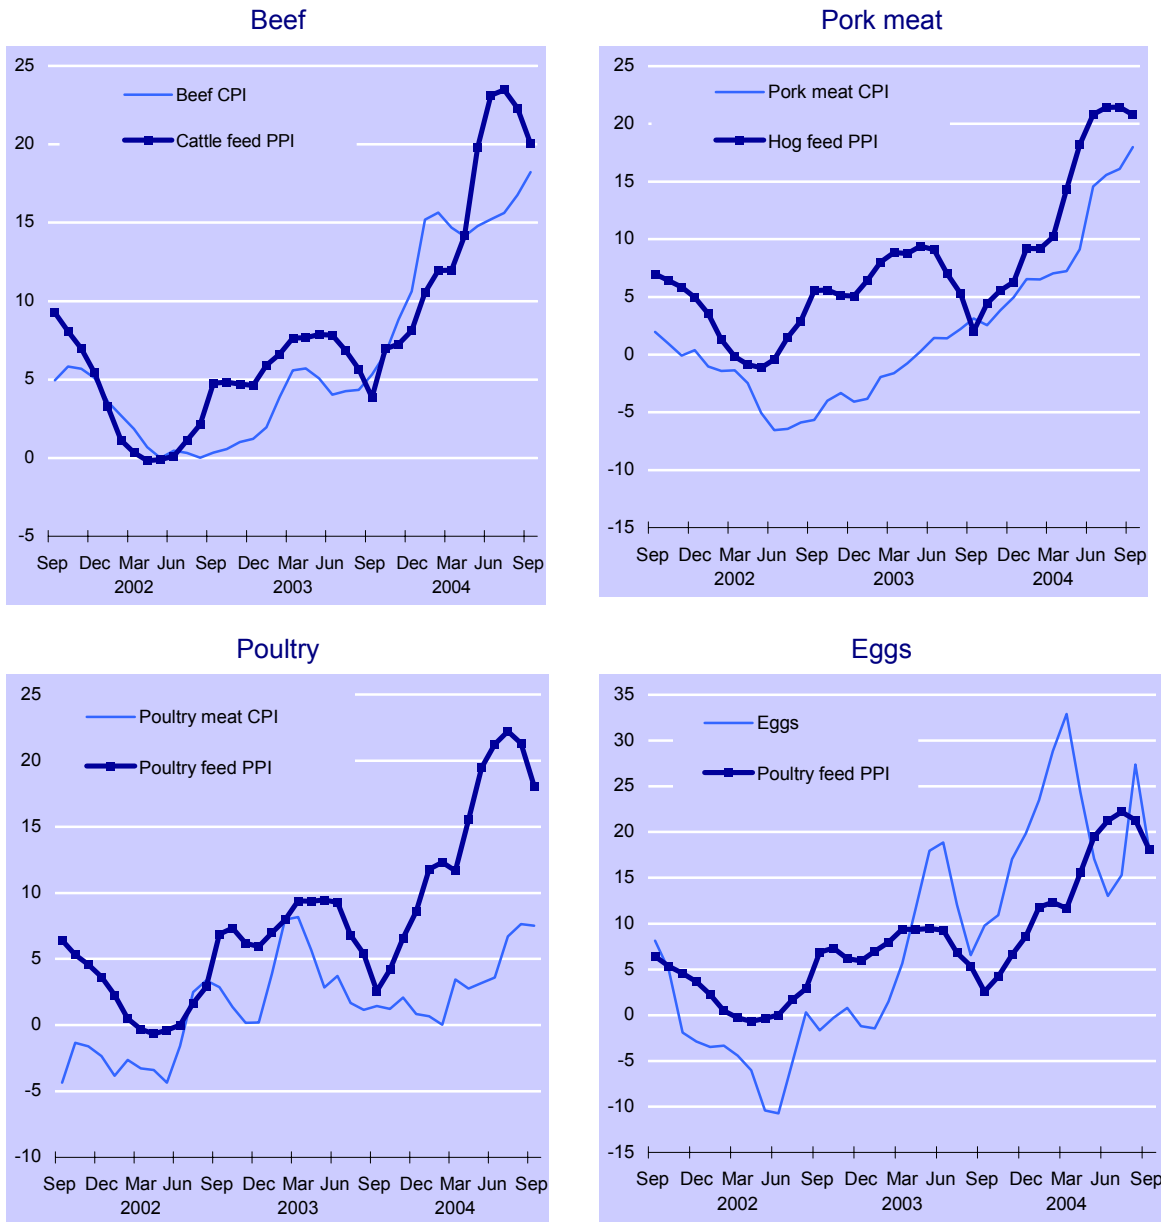 Beef
25
20
15
10
5
0
-5
Beef CPI
Cattle feed PPI
Sep Dec Mar Jun Sep Dec Mar Jun Sep Dec Mar Jun Sep
2002 2003 2004
Pork meat
25
20
15
10
5
0
-5
-10
-15
Pork meat CPI
Hog feed PPI
Sep Dec Mar Jun Sep Dec Mar Jun Sep Dec Mar Jun Sep
2002 2003 2004
Poultry
25
20
15
10
5
0
-5
-10
Poultry meat CPI
Poultry feed PPI
Sep Dec Mar Jun Sep Dec Mar Jun Sep Dec Mar Jun Sep
2002 2003 2004
Eggs
35
30
25
20
15
10
5
0
-5
-10
-15
Eggs
Poultry feed PPI
Sep Dec Mar Jun Sep Dec Mar Jun Sep Dec Mar Jun Sep
2002 2003 2004